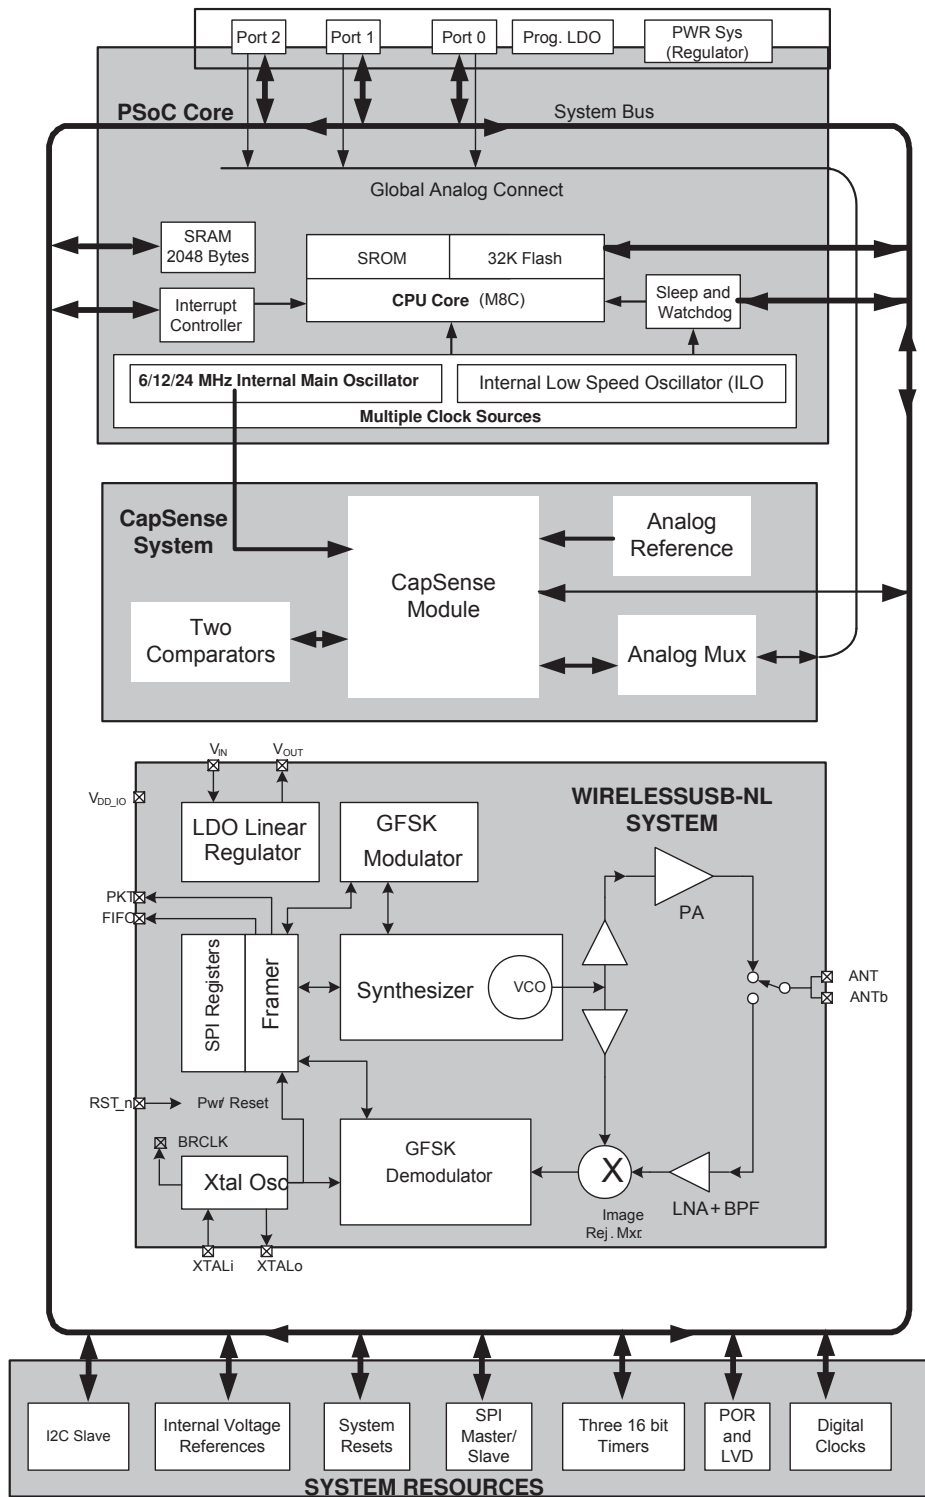 Port 2
Port 1
Port 0
Prog. LDO
PWR Sys
(Regulator)
PSoC Core
System Bus
Global Analog Connect
SRAM
2048 Bytes
SROM
32K Flash
CPU Core (M8C)
Interrupt
Controller
Sleep and
Watchdog
6/12/24 MHz Internal Main Oscillator
Internal Low Speed Oscillator (ILO
Multiple Clock Sources
CapSense
System
CapSense
Module
Analog
Reference
Two
Comparators
Analog Mux
VIN
VOUT
VDD_IO
WIRELESSUSB-NL
SYSTEM
LDO Linear
Regulator
GFSK
Modulator
PA
PKT
FIFO
SPI Registers
Framer
Synthesizer
VCO
ANT
ANTb
RST_n
Pwr/ Reset
BRCLK
Xtal Osc
GFSK
Demodulator
X
Image
Rej. Mxr.
LNA + BPF
XTALi
XTALo
I2C Slave
Internal Voltage
References
System
Resets
SPI
Master/
Slave
Three 16 bit
Timers
POR
and
LVD
Digital
Clocks
SYSTEM RESOURCES